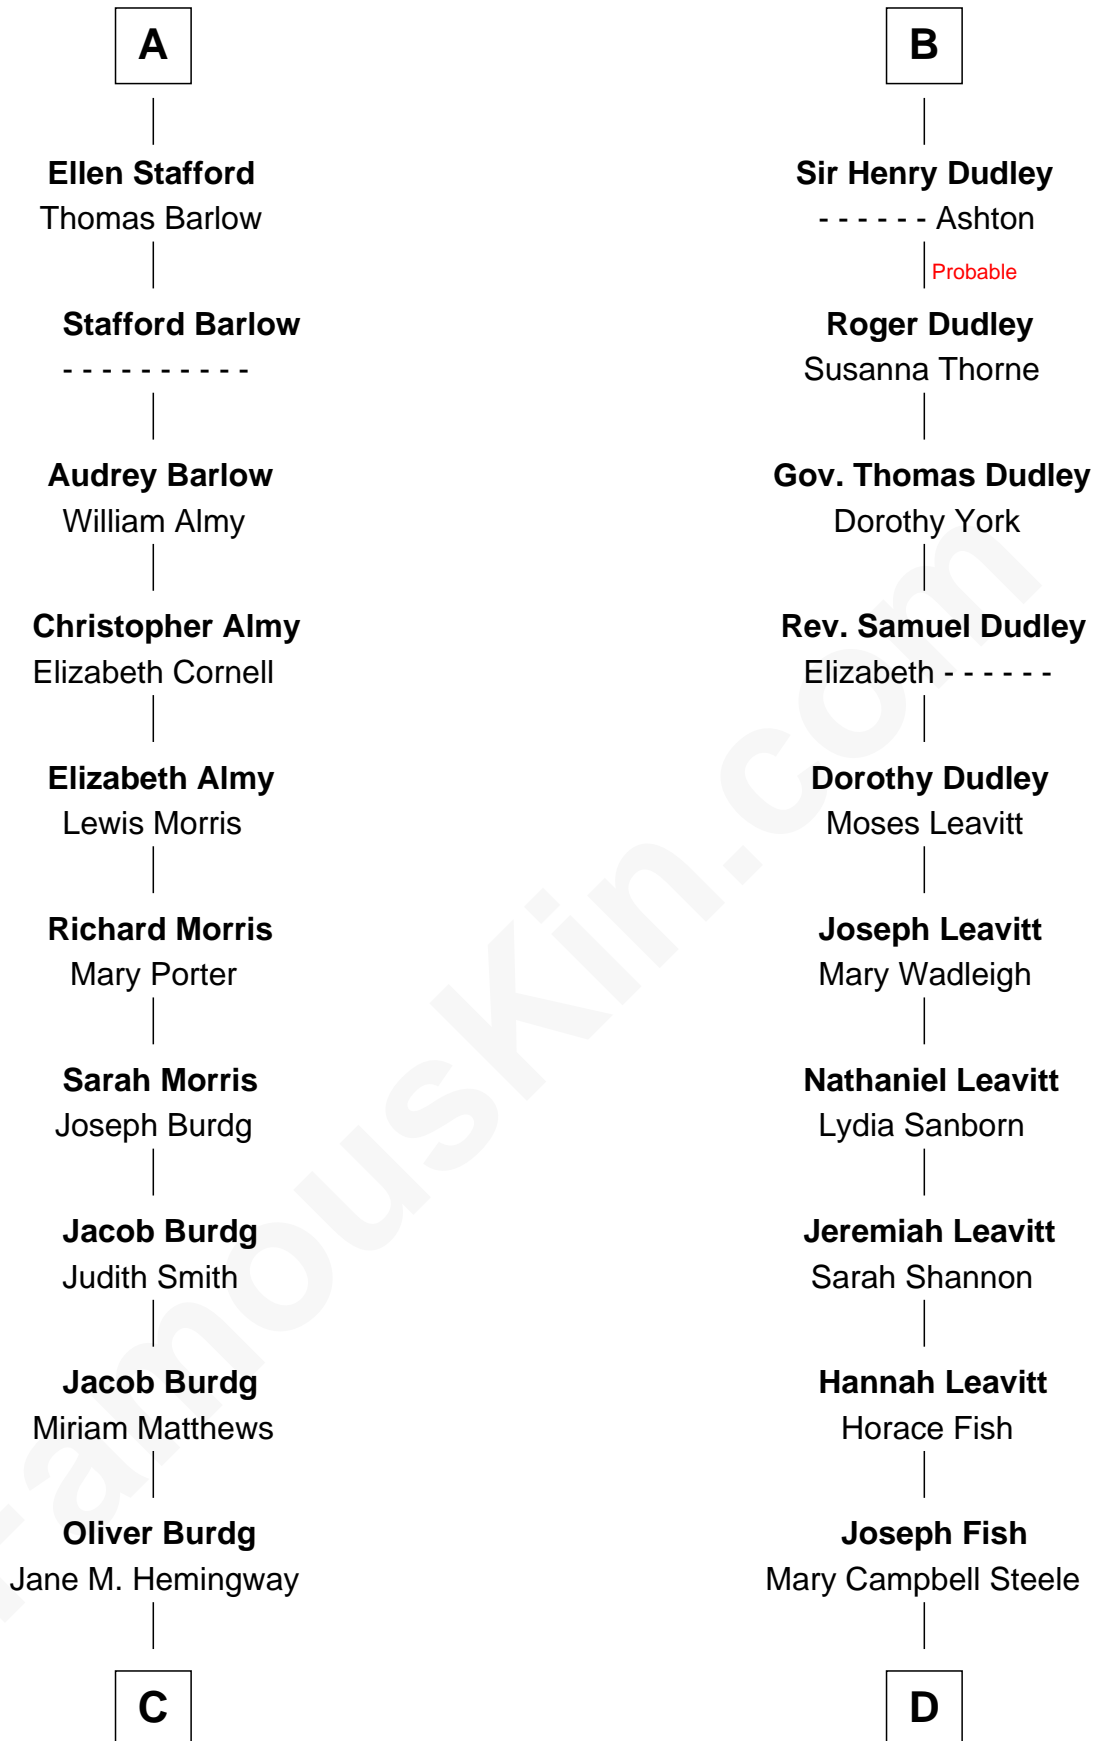 A
Ellen Stafford
Thomas Barlow
Stafford Barlow
- - - - - - - - - -
Audrey Barlow
William Almy
Christopher Almy
Elizabeth Cornell
Elizabeth Almy
Lewis Morris
Richard Morris
Mary Porter
Sarah Morris
Joseph Burdg
Jacob Burdg
Judith Smith
Jacob Burdg
Miriam Matthews
Oliver Burdg
Jane M. Hemingway
C
B
Sir Henry Dudley
- - - - - - Ashton
Probable
Roger Dudley
Susanna Thorne
Gov. Thomas Dudley
Dorothy York
Rev. Samuel Dudley
Elizabeth - - - - - -
Dorothy Dudley
Moses Leavitt
Joseph Leavitt
Mary Wadleigh
Nathaniel Leavitt
Lydia Sanborn
Jeremiah Leavitt
Sarah Shannon
Hannah Leavitt
Horace Fish
Joseph Fish
Mary Campbell Steele
D
FamousKin.com